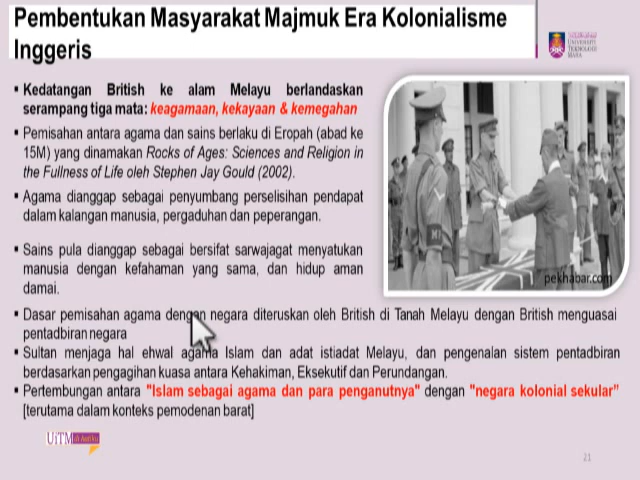 Pembentukan Masyarakat Majmuk Era Kolonialisme
Inggeris
UNIVERSITI
TEKNOLOGI
MARA
▪ Kedatangan British ke alam Melayu berlandaskan
serampang tiga mata: keagamaan, kekayaan & kemegahan
▪ Pemisahan antara agama dan sains berlaku di Eropah (abad ke
15M) yang dinamakan Rocks of Ages: Sciences and Religion in
the Fullness of Life oleh Stephen Jay Gould (2002).
▪ Agama dianggap sebagai penyumbang perselisihan pendapat
dalam kalangan manusia, pergaduhan dan peperangan.
▪ Sains pula dianggap sebagai bersifat sarwajagat menyatukan
manusia dengan kefahaman yang sama, dan hidup aman
damai.
pekhabar.com
▪ Dasar pemisahan agama dengan negara diteruskan oleh British di Tanah Melayu dengan British menguasai
pentadbiran negara
▪ Sultan menjaga hal ehwal agama Islam dan adat istiadat Melayu, dan pengenalan sistem pentadbiran
berdasarkan pengagihan kuasa antara Kehakiman, Eksekutif dan Perundangan.
▪ Pertembungan antara "Islam sebagai agama dan para penganutnya" dengan "negara kolonial sekular"
[terutama dalam konteks pemodenan barat]
UiTM di hatiku
21